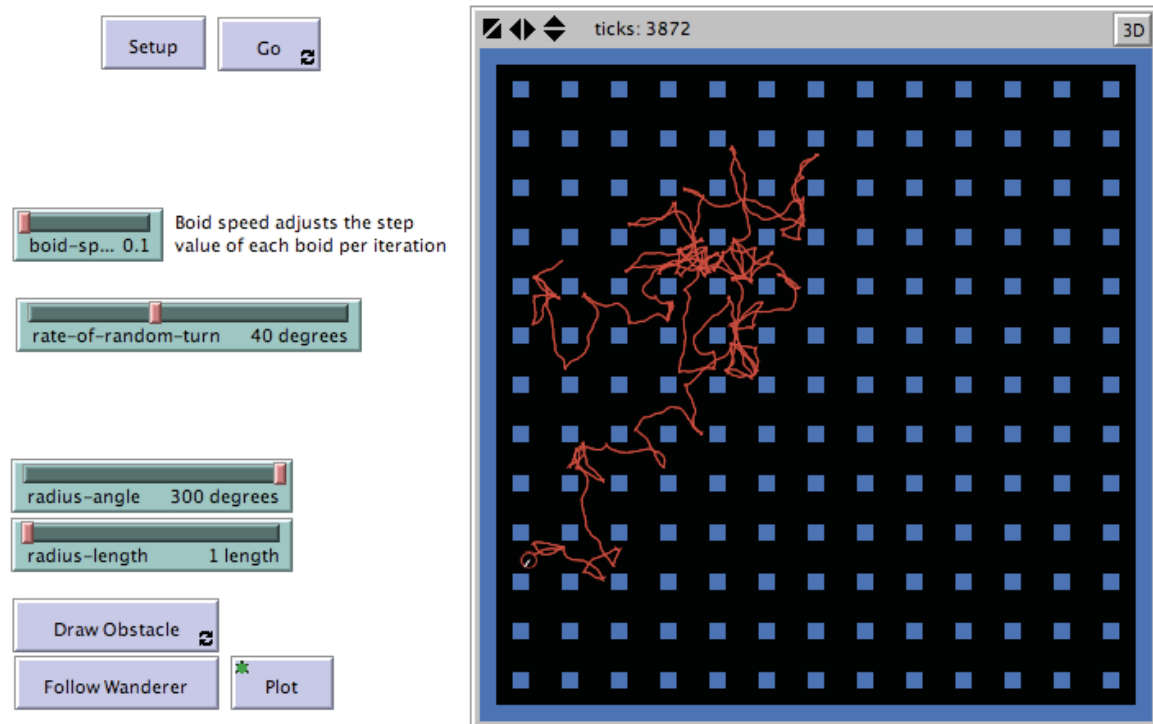 Setup
Go
ticks: 3872
3D
boid-sp... 0.1
Boid speed adjusts the step
value of each boid per iteration
rate-of-random-turn 40 degrees
radius-angle 300 degrees
radius-length 1 length
Draw Obstacle
Follow Wanderer
Plot